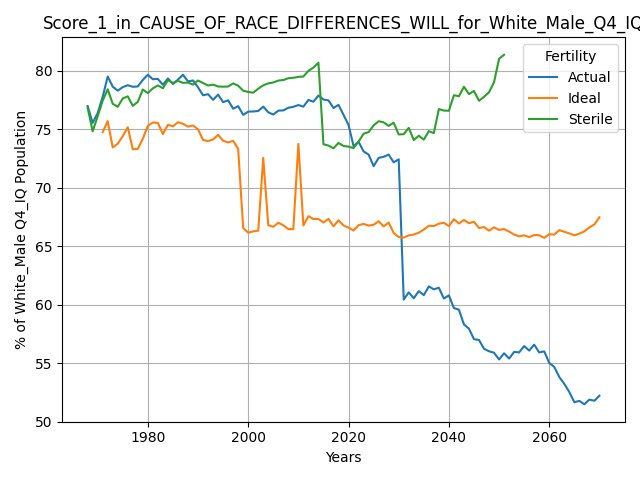 Score_1_in_CAUSE_OF_RACE_DIFFERENCES_WILL_for_White_Male_Q4_IQ
% of White_Male Q4_IQ Population
80
75
70
65
60
55
50
1980
2000
2020
2040
2060
Years
Fertility
Actual
Ideal
Sterile